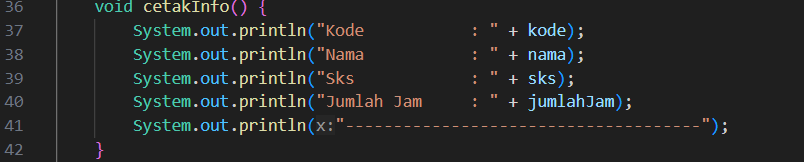 36 void cetakInfo() {
37 System.out.println("Kode           : " + kode);
38 System.out.println("Nama           : " + nama);
39 System.out.println("Sks            : " + sks);
40 System.out.println("Jumlah Jam     : " + jumlahJam);
41 System.out.println(x:"-------------------------------------");
42 }